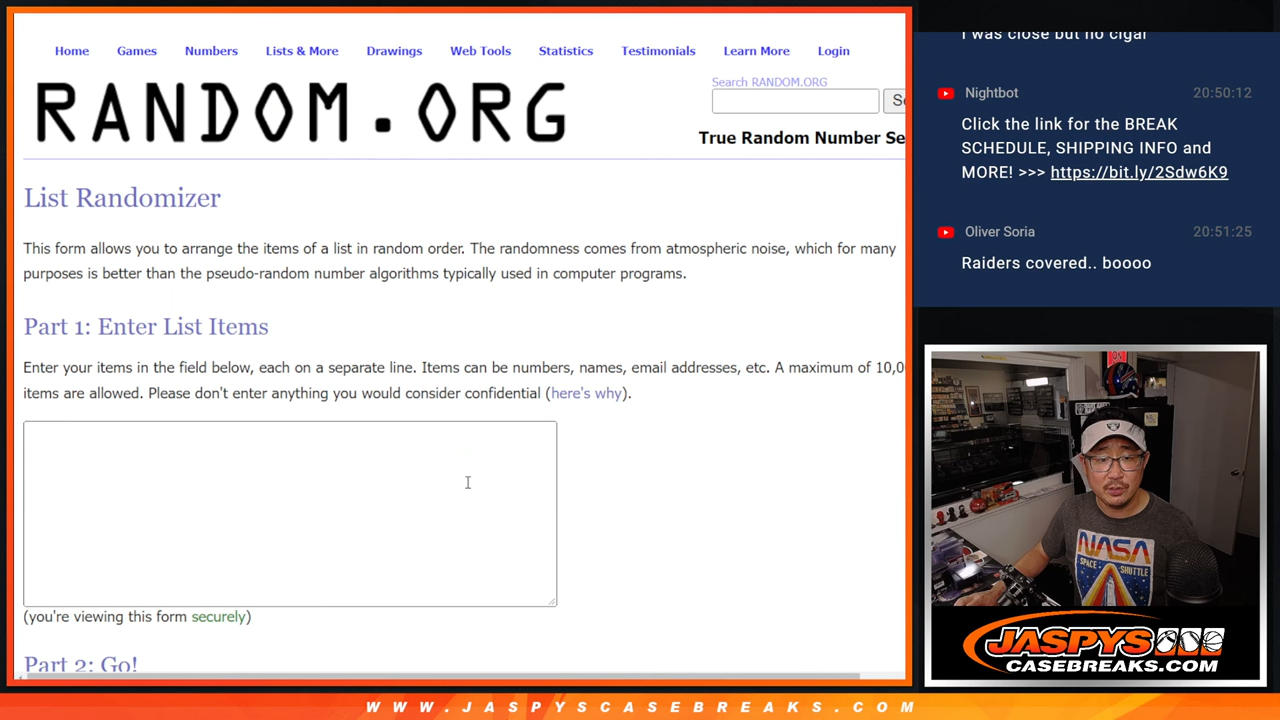 Home Games Numbers Lists & More Drawings Web Tools Statistics Testimonials Learn More Login
RANDOM.ORG
Search RANDOM.ORG
True Random Number Se
List Randomizer
This form allows you to arrange the items of a list in random order. The randomness comes from atmospheric noise, which for many
purposes is better than the pseudo-random number algorithms typically used in computer programs.
Part 1: Enter List Items
Enter your items in the field below, each on a separate line. Items can be numbers, names, email addresses, etc. A maximum of 10,0
items are allowed. Please don't enter anything you would consider confidential (here's why).
(you're viewing this form securely)
Part 2: Go!
I was close but no cigar
Nightbot 20:50:12
Click the link for the BREAK
SCHEDULE, SHIPPING INFO and
MORE! >>> https://bit.ly/2Sdw6K9
Oliver Soria 20:51:25
Raiders covered.. boooo
NASA
SPACE SHUTTLE
JASPYS
CASEBREAKS.COM
WWW.JASPYSCASEBREAKS.COM